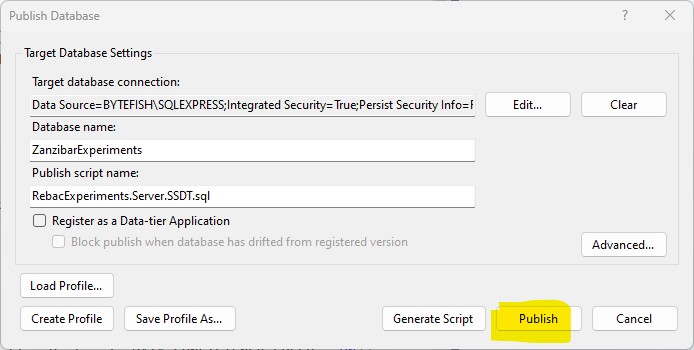 Publish Database
Target Database Settings
Target database connection:
Data Source=BYTEFISH\SQLEXPRESS;Integrated Security=True;Persist Security Info=F
Edit...
Clear
Database name:
ZanzibarExperiments
Publish script name:
RebacExperiments.Server.SSDT.sql
Register as a Data-tier Application
Block publish when database has drifted from registered version
Advanced...
Load Profile...
Create Profile
Save Profile As...
Generate Script
Publish
Cancel